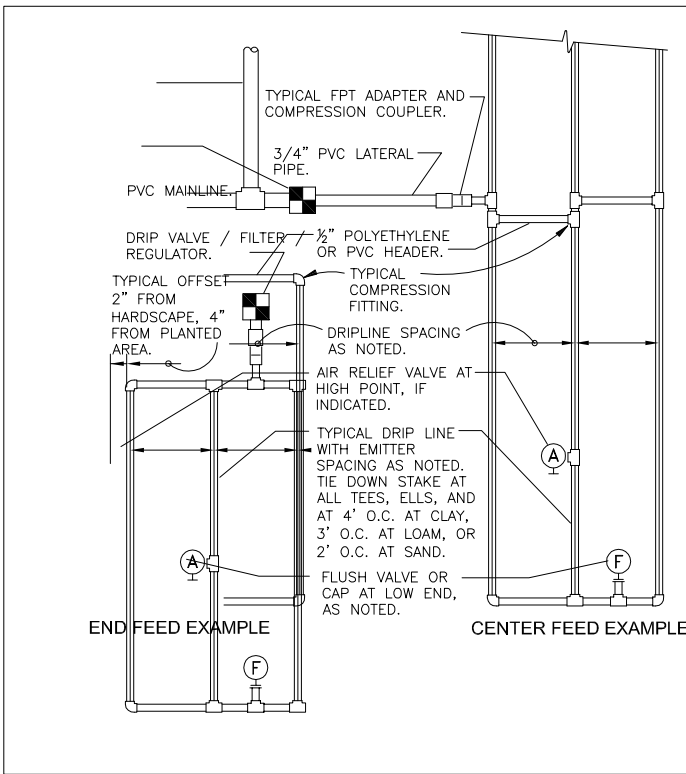 TYPICAL FPT ADAPTER AND
COMPRESSION COUPLER.
3/4" PVC LATERAL
PIPE.
PVC MAINLINE.
DRIP VALVE / FILTER /
REGULATOR.
½" POLYETHYLENE
OR PVC HEADER.
TYPICAL OFFSET
2" FROM
HARDSCAPE, 4"
FROM PLANTED
AREA.
TYPICAL
COMPRESSION
FITTING.
DRIPLINE SPACING
AS NOTED.
AIR RELIEF VALVE AT
HIGH POINT, IF
INDICATED.
TYPICAL DRIP LINE
WITH EMITTER
SPACING AS NOTED.
TIE DOWN STAKE AT
ALL TEES, ELLS, AND
AT 4' O.C. AT CLAY,
3' O.C. AT LOAM, OR
2' O.C. AT SAND.
A
A
FLUSH VALVE OR
CAP AT LOW END,
AS NOTED.
F
F
END FEED EXAMPLE
CENTER FEED EXAMPLE